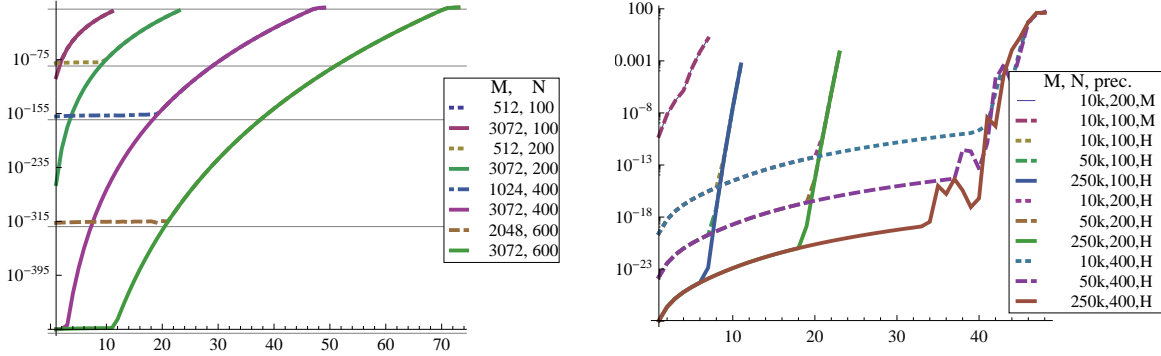 10^-75
10^-155
10^-235
10^-315
10^-395
10 20 30 40 50 60 70
M, N
512, 100
3072, 100
512, 200
3072, 200
1024, 400
3072, 400
2048, 600
3072, 600
100
0.001
10^-8
10^-13
10^-18
10^-23
10 20 30 40
M, N, prec.
10k,200,M
10k,100,M
10k,100,H
50k,100,H
250k,100,H
10k,200,H
50k,200,H
250k,200,H
10k,400,H
50k,400,H
250k,400,H